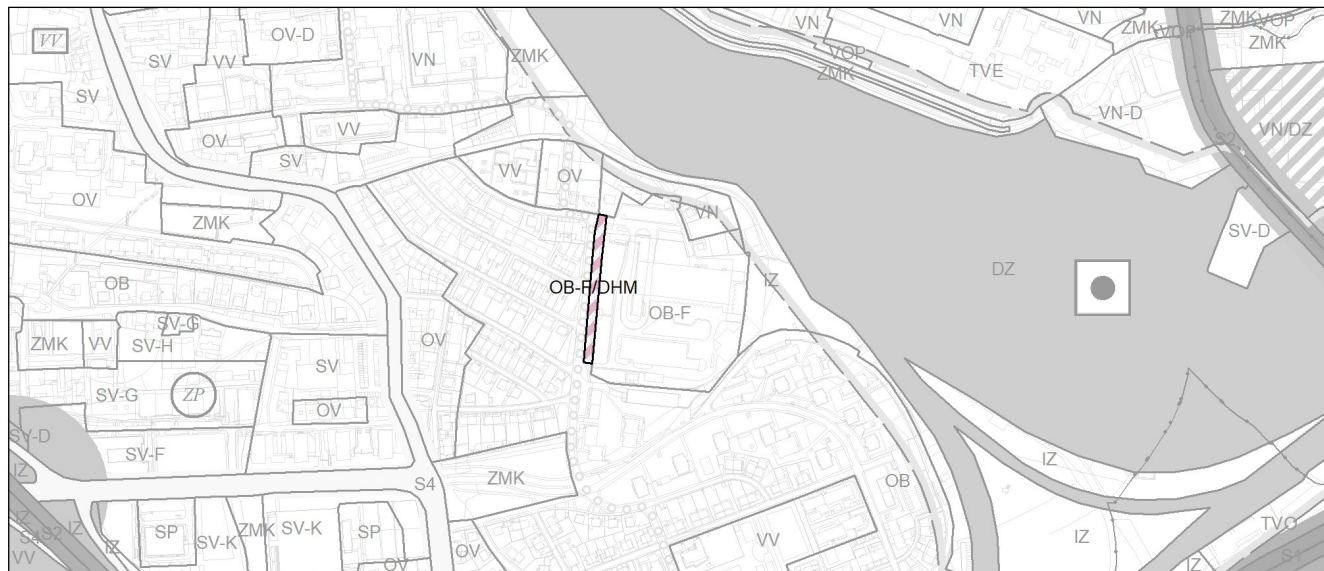 VV
SV
VV
OV-D
VN
ZMK
VN
VN
VN
ZMK
VOP
VOP
ZMK
TVE
VOP
ZMK
ZMK
SV
OV
VV
SV
VN-D
S2
VN/DZ
OV
ZMK
VV
OV
VN
SV-D
DZ
OB
OB-F/DHM
OB-F
IZ
ZMK
VV
SV-G
SV-H
SV
OV
SV-G
ZP
OV
SV-D
SV-F
IZ
S4
ZMK
OB
IZ
IZ
S4
S2
IZ
VV
IZ
SP
SV-K
ZMK
SV-K
SP
OV
OV
VV
IZ
TVO
IZ
S1